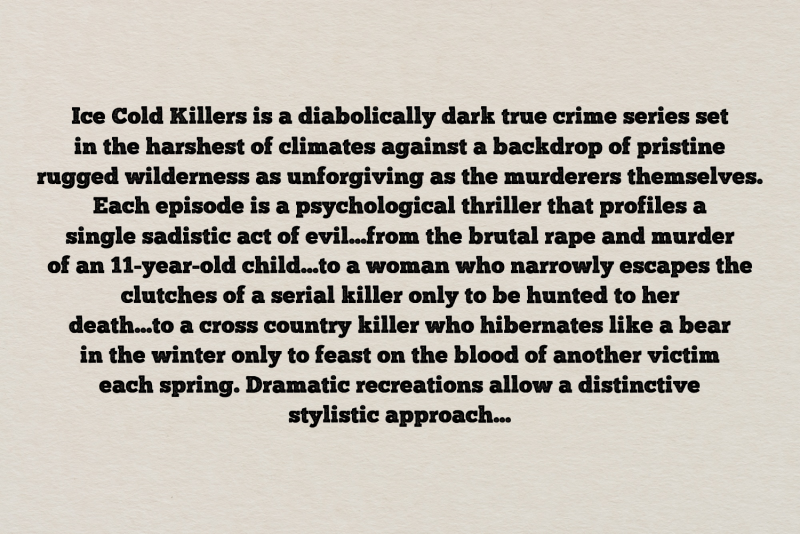 Ice Cold Killers is a diabolically dark true crime series set
in the harshest of climates against a backdrop of pristine
rugged wilderness as unforgiving as the murderers themselves.
Each episode is a psychological thriller that profiles a
single sadistic act of evil...from the brutal rape and murder
of an 11-year-old child...to a woman who narrowly escapes the
clutches of a serial killer only to be hunted to her
death...to a cross country killer who hibernates like a bear
in the winter only to feast on the blood of another victim
each spring. Dramatic recreations allow a distinctive
stylistic approach...